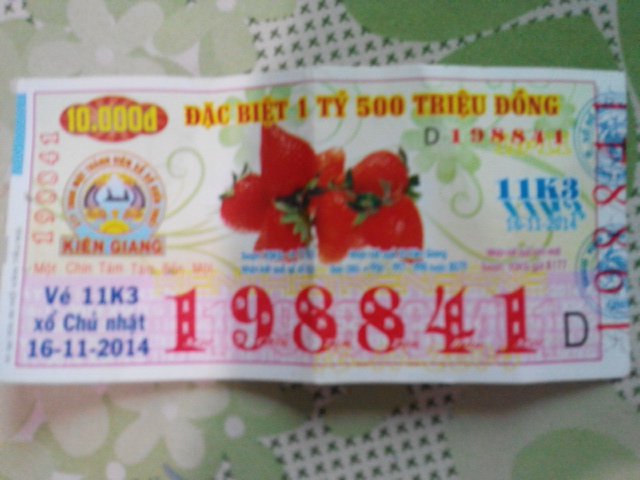 10.000đ
ĐẶC BIỆT 1 TỶ 500 TRIỆU ĐỒNG
D 198841
11K3
16-11-2014
KIÊN GIANG
Một Chín Tám Tám Bốn Một
Vé 11K3
xổ Chủ nhật
16-11-2014
198841 D
198841